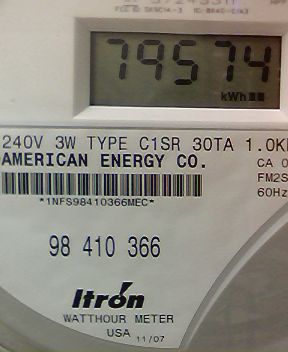 79574
kWh
240V 3W TYPE C1SR 30TA 1.0K
AMERICAN ENERGY CO.
CA 0
FM2S
60Hz
*1NFS98410366MEC*
98 410 366
Itron
WATTHOUR METER
USA 11/07